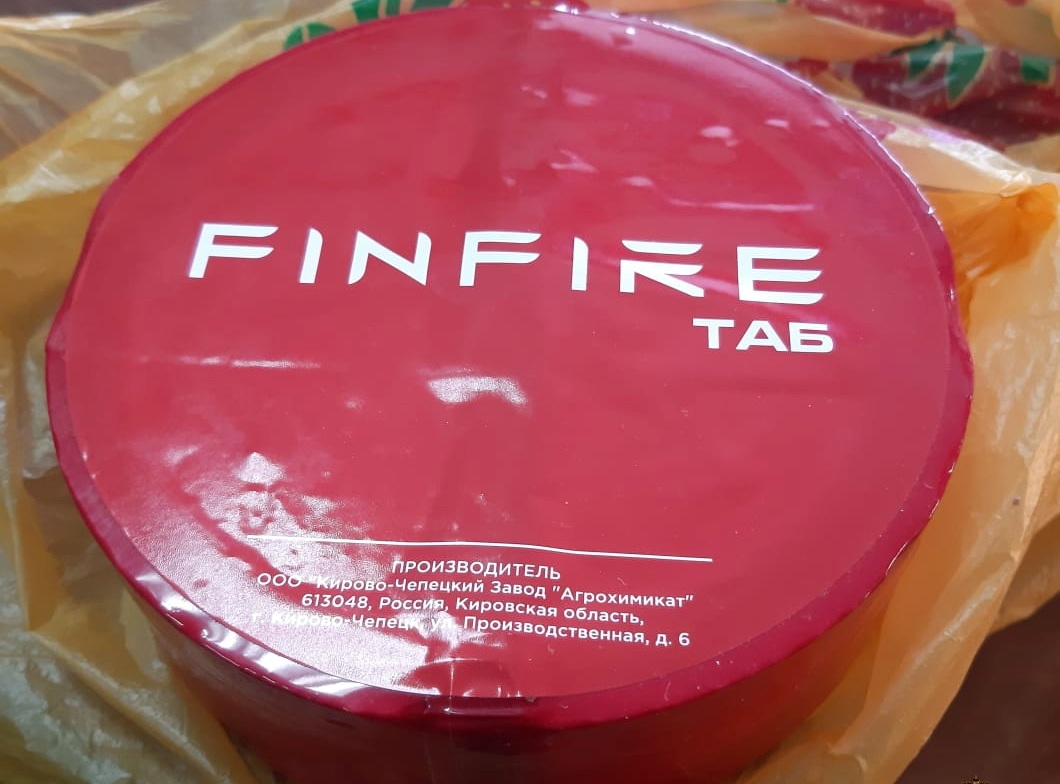 FINFIRE
ТАБ
ПРОИЗВОДИТЕЛЬ
ООО "Кирово-Чепецкий Завод "Агрохимикат"
613048, Россия, Кировская область,
г. Кирово-Чепецк, ул. Производственная, д. 6